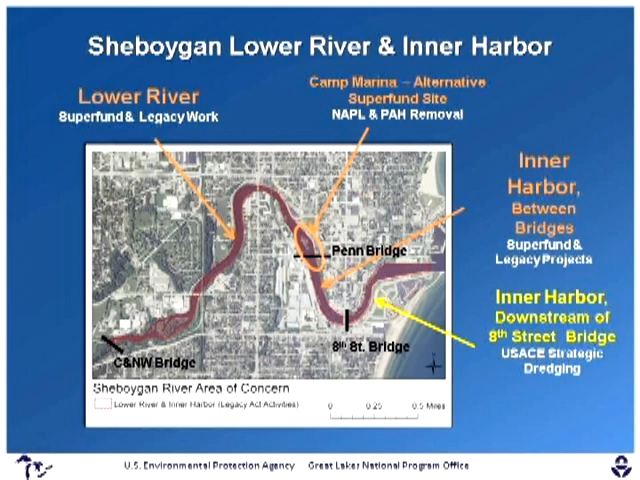 Sheboygan Lower River & Inner Harbor
Lower River
Superfund & Legacy Work
Camp Marina – Alternative
Superfund Site
NAPL & PAH Removal
Inner
Harbor,
Between
Bridges
Superfund &
Legacy Projects
Penn Bridge
Inner Harbor,
Downstream of
8th Street Bridge
USACE Strategic
Dredging
8th St. Bridge
C&NW Bridge
Sheboygan River Area of Concern
Lower River & Inner Harbor (Legacy Act Activities)
0 0.25 0.5 Miles
U.S. Environmental Protection Agency Great Lakes National Program Office